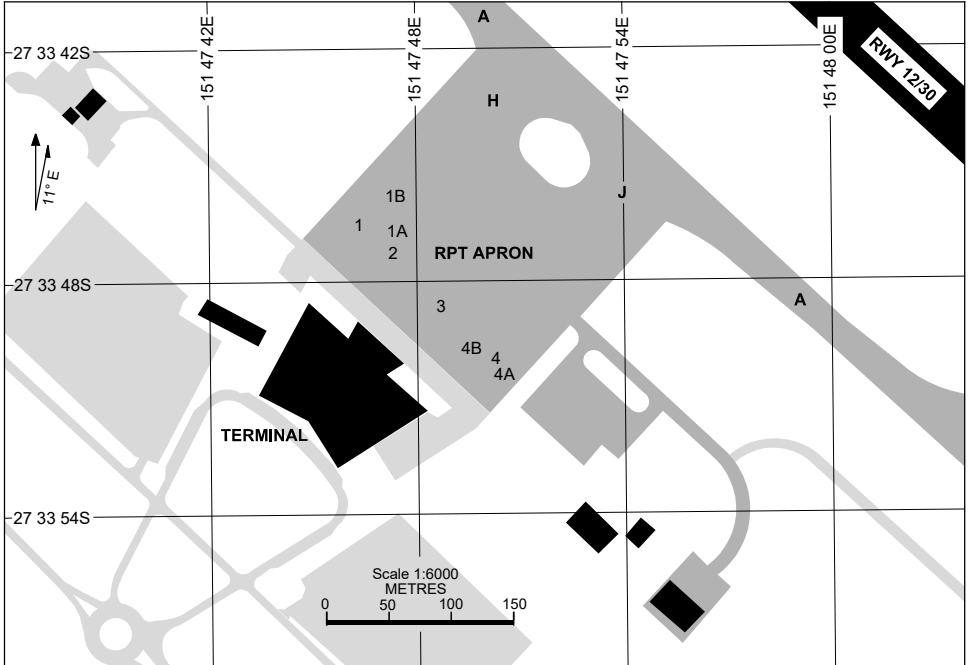 A
27 33 42S
151 47 42E
151 47 48E
151 47 54E
151 48 00E
RWY 12/30
H
11° E
1B
J
1
1A
2
RPT APRON
27 33 48S
A
3
4B
4
4A
TERMINAL
27 33 54S
Scale 1:6000
METRES
0 50 100 150